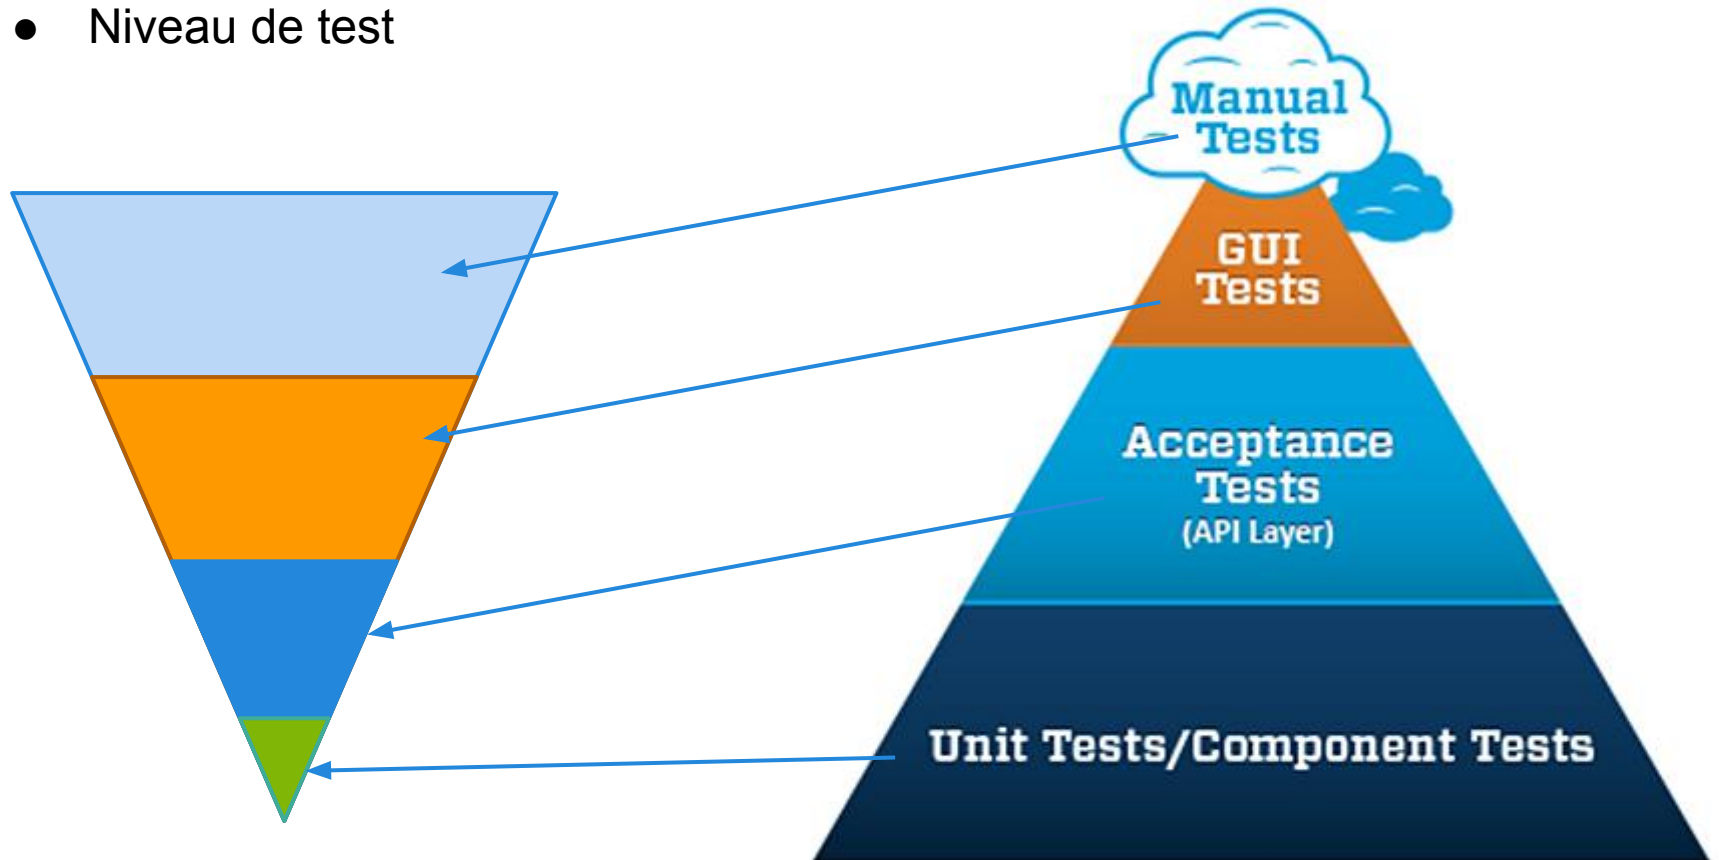 ● Niveau de test
Manual
Tests
GUI
Tests
Acceptance
Tests
(API Layer)
Unit Tests/Component Tests